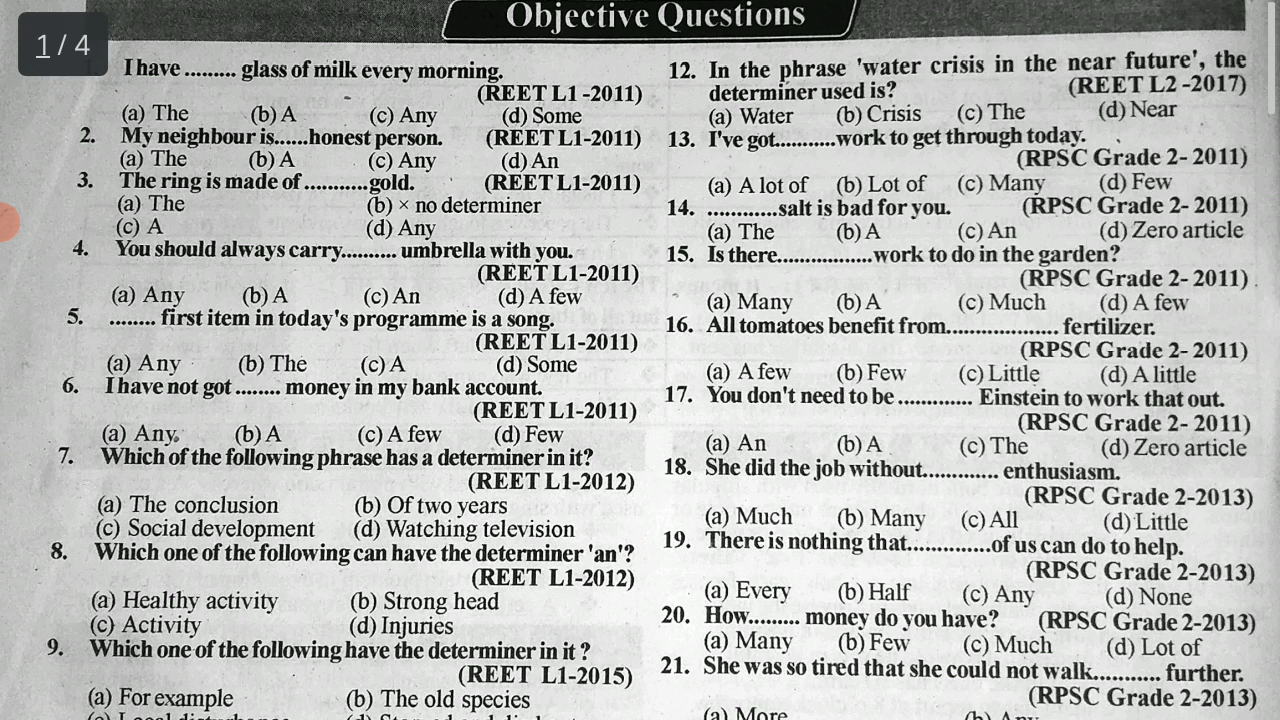 Objective Questions
1 / 4
I have ......... glass of milk every morning.
(REET L1 -2011)
(a) The (b) A (c) Any (d) Some
2. My neighbour is......honest person. (REET L1-2011)
(a) The (b) A (c) Any (d) An
3. The ring is made of ...........gold. (REET L1-2011)
(a) The (b) × no determiner
(c) A (d) Any
4. You should always carry.......... umbrella with you.
(REET L1-2011)
(a) Any (b) A (c) An (d) A few
5. ........ first item in today's programme is a song.
(REET L1-2011)
(a) Any (b) The (c) A (d) Some
6. I have not got ........ money in my bank account.
(REET L1-2011)
(a) Any. (b) A (c) A few (d) Few
7. Which of the following phrase has a determiner in it?
(REET L1-2012)
(a) The conclusion (b) Of two years
(c) Social development (d) Watching television
8. Which one of the following can have the determiner 'an'?
(REET L1-2012)
(a) Healthy activity (b) Strong head
(c) Activity (d) Injuries
9. Which one of the following have the determiner in it ?
(REET L1-2015)
(a) For example (b) The old species
12. In the phrase 'water crisis in the near future', the
determiner used is? (REET L2 -2017)
(a) Water (b) Crisis (c) The (d) Near
13. I've got...........work to get through today.
(RPSC Grade 2- 2011)
(a) A lot of (b) Lot of (c) Many (d) Few
14. ............salt is bad for you. (RPSC Grade 2- 2011)
(a) The (b) A (c) An (d) Zero article
15. Is there.................work to do in the garden?
(RPSC Grade 2- 2011)
(a) Many (b) A (c) Much (d) A few
16. All tomatoes benefit from.................. fertilizer.
(RPSC Grade 2- 2011)
(a) A few (b) Few (c) Little (d) A little
17. You don't need to be ............. Einstein to work that out.
(RPSC Grade 2- 2011)
(a) An (b) A (c) The (d) Zero article
18. She did the job without............. enthusiasm.
(RPSC Grade 2-2013)
(a) Much (b) Many (c) All (d) Little
19. There is nothing that..............of us can do to help.
(RPSC Grade 2-2013)
(a) Every (b) Half (c) Any (d) None
20. How......... money do you have? (RPSC Grade 2-2013)
(a) Many (b) Few (c) Much (d) Lot of
21. She was so tired that she could not walk........... further.
(RPSC Grade 2-2013)
(a) More (b) Any